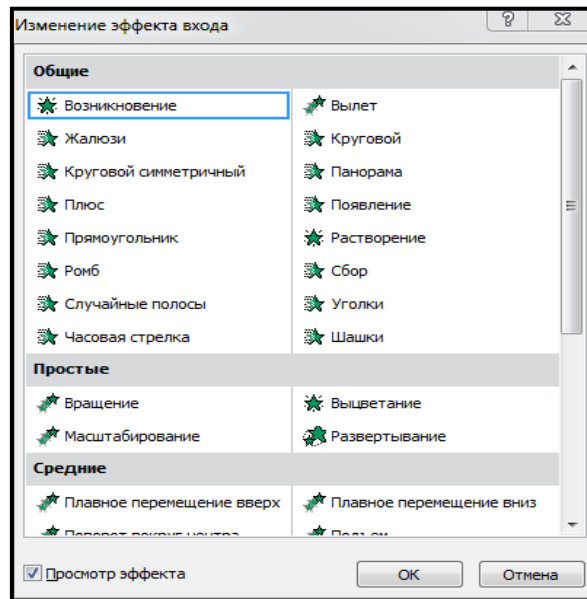 Изменение эффекта входа
Общие
Возникновение Вылет
Жалюзи Круговой
Круговой симметричный Панорама
Плюс Появление
Прямоугольник Растворение
Ромб Сбор
Случайные полосы Уголки
Часовая стрелка Шашки
Простые
Вращение Выцветание
Масштабирование Развертывание
Средние
Плавное перемещение вверх Плавное перемещение вниз
Просмотр эффекта ОК Отмена